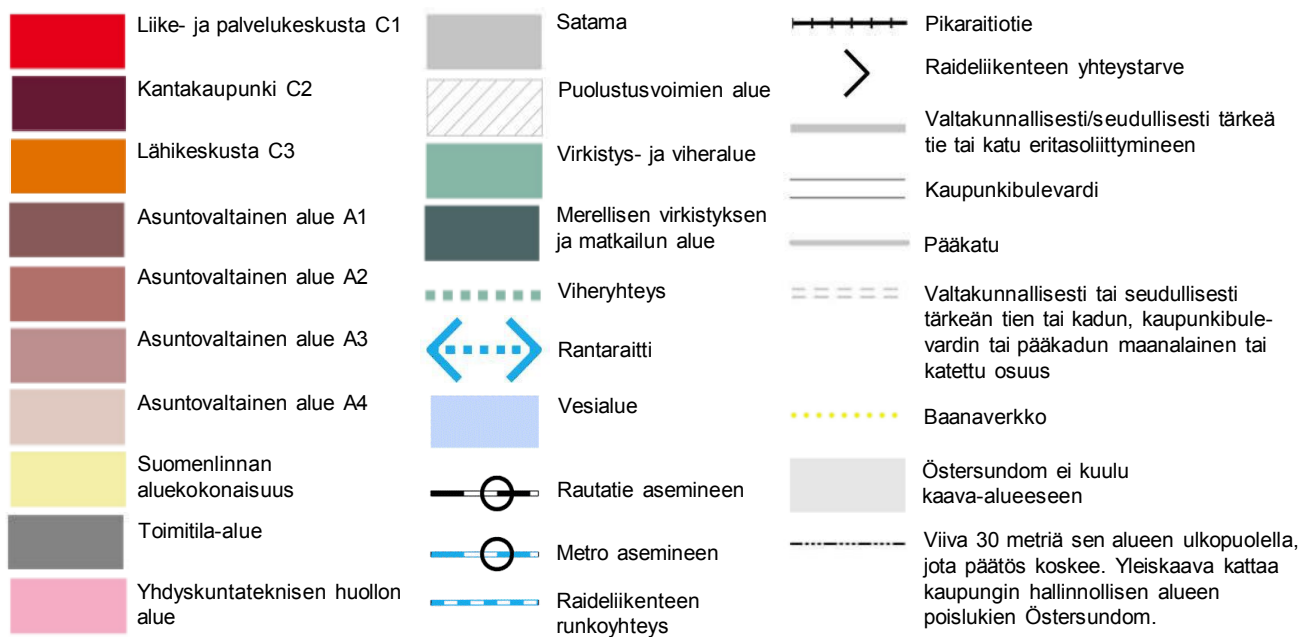 Liike- ja palvelukeskusta C1
Kantakaupunki C2
Lähikeskusta C3
Asuntovaltainen alue A1
Asuntovaltainen alue A2
Asuntovaltainen alue A3
Asuntovaltainen alue A4
Suomenlinnan
aluekokonaisuus
Toimitila-alue
Yhdyskuntateknisen huollon
alue
Satama
Puolustusvoimien alue
Virkistys- ja viheralue
Merellisen virkistyksen
ja matkailun alue
Viheryhteys
Rantaraitti
Vesialue
Rautatie asemineen
Metro asemineen
Raideliikenteen
runkoyhteys
Pikaraitiotie
Raideliikenteen yhteystarve
Valtakunnallisesti/seudullisesti tärkeä
tie tai katu eritasoliittymineen
Kaupunkibulevardi
Pääkatu
Valtakunnallisesti tai seudullisesti
tärkeän tien tai kadun, kaupunkibule-
vardin tai pääkadun maanalainen tai
katettu osuus
Baanaverkko
Östersundom ei kuulu
kaava-alueeseen
Viiva 30 metriä sen alueen ulkopuolella,
jota päätös koskee. Yleiskaava kattaa
kaupungin hallinnollisen alueen
poislukien Östersundom.